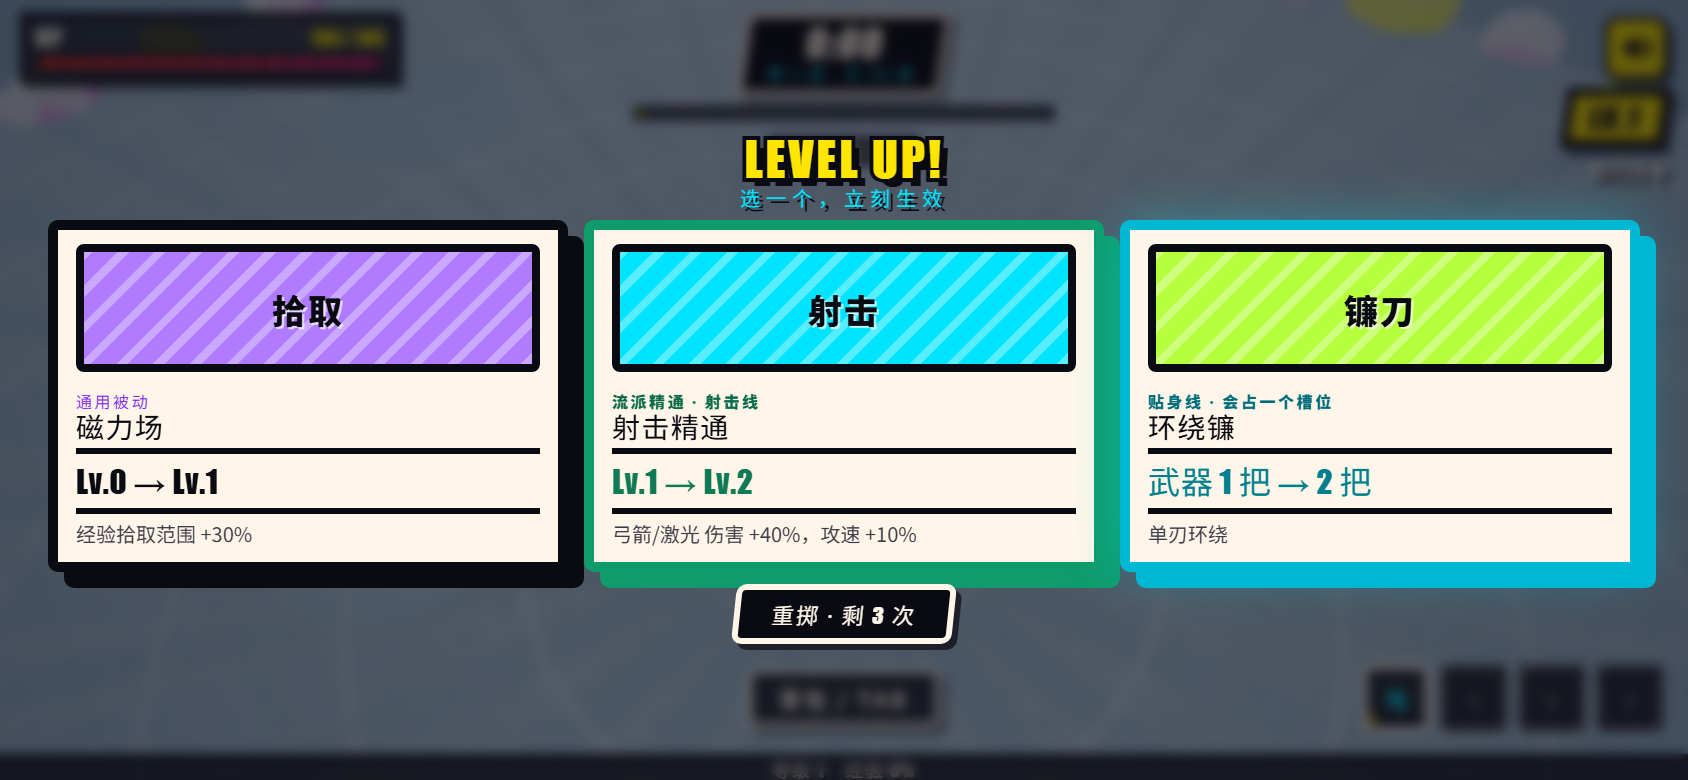 0:00
LEVEL UP!
选一个，立刻生效
拾取
通用被动
磁力场
Lv.0 → Lv.1
经验拾取范围 +30%
射击
流派精通 · 射击线
射击精通
Lv.1 → Lv.2
弓箭/激光 伤害 +40%，攻速 +10%
镰刀
贴身线 · 会占一个槽位
环绕镰
武器 1 把 → 2 把
单刃环绕
重掷 · 剩 3 次